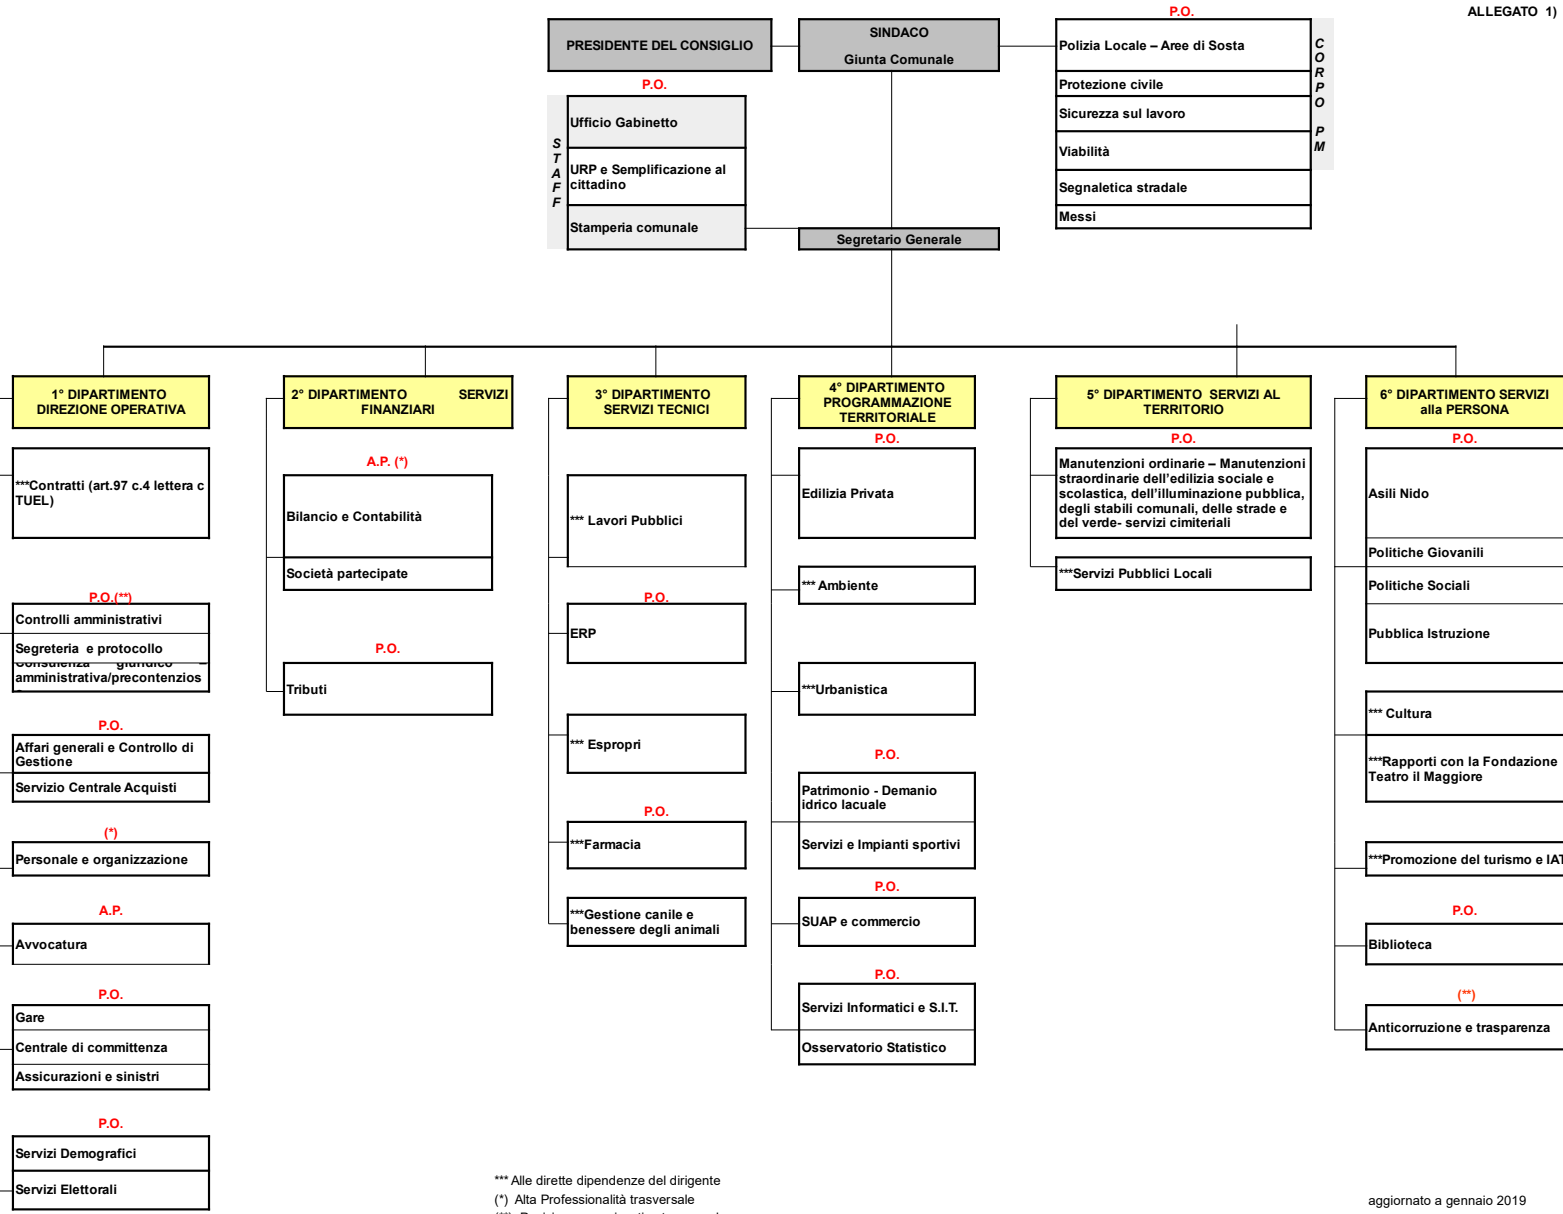 P.O.
ALLEGATO 1)
PRESIDENTE DEL CONSIGLIO
SINDACO
Giunta Comunale
Polizia Locale – Aree di Sosta
Protezione civile
Sicurezza sul lavoro
Viabilità
Segnaletica stradale
Messi
CORPO PM
P.O.
STAFF
Ufficio Gabinetto
URP e Semplificazione al
cittadino
Stamperia comunale
Segretario Generale
1° DIPARTIMENTO
DIREZIONE OPERATIVA
***Contratti (art.97 c.4 lettera c
TUEL)
P.O.(**)
Controlli amministrativi
Segreteria e protocollo
Consulenza giuridico –
amministrativa/precontenzios
P.O.
Affari generali e Controllo di
Gestione
Servizio Centrale Acquisti
(*)
Personale e organizzazione
A.P.
Avvocatura
P.O.
Gare
Centrale di committenza
Assicurazioni e sinistri
P.O.
Servizi Demografici
Servizi Elettorali
2° DIPARTIMENTO SERVIZI
FINANZIARI
A.P. (*)
Bilancio e Contabilità
Società partecipate
P.O.
Tributi
3° DIPARTIMENTO
SERVIZI TECNICI
*** Lavori Pubblici
P.O.
ERP
*** Espropri
P.O.
***Farmacia
***Gestione canile e
benessere degli animali
4° DIPARTIMENTO
PROGRAMMAZIONE
TERRITORIALE
P.O.
Edilizia Privata
*** Ambiente
***Urbanistica
P.O.
Patrimonio - Demanio
idrico lacuale
Servizi e Impianti sportivi
P.O.
SUAP e commercio
P.O.
Servizi Informatici e S.I.T.
Osservatorio Statistico
5° DIPARTIMENTO SERVIZI AL
TERRITORIO
P.O.
Manutenzioni ordinarie – Manutenzioni
straordinarie dell'edilizia sociale e
scolastica, dell'illuminazione pubblica,
degli stabili comunali, delle strade e
del verde- servizi cimiteriali
***Servizi Pubblici Locali
6° DIPARTIMENTO SERVIZI
alla PERSONA
P.O.
Asili Nido
Politiche Giovanili
Politiche Sociali
Pubblica Istruzione
*** Cultura
***Rapporti con la Fondazione
Teatro il Maggiore
***Promozione del turismo e IAT
P.O.
Biblioteca
(**)
Anticorruzione e trasparenza
*** Alle dirette dipendenze del dirigente
(*) Alta Professionalità trasversale
aggiornato a gennaio 2019